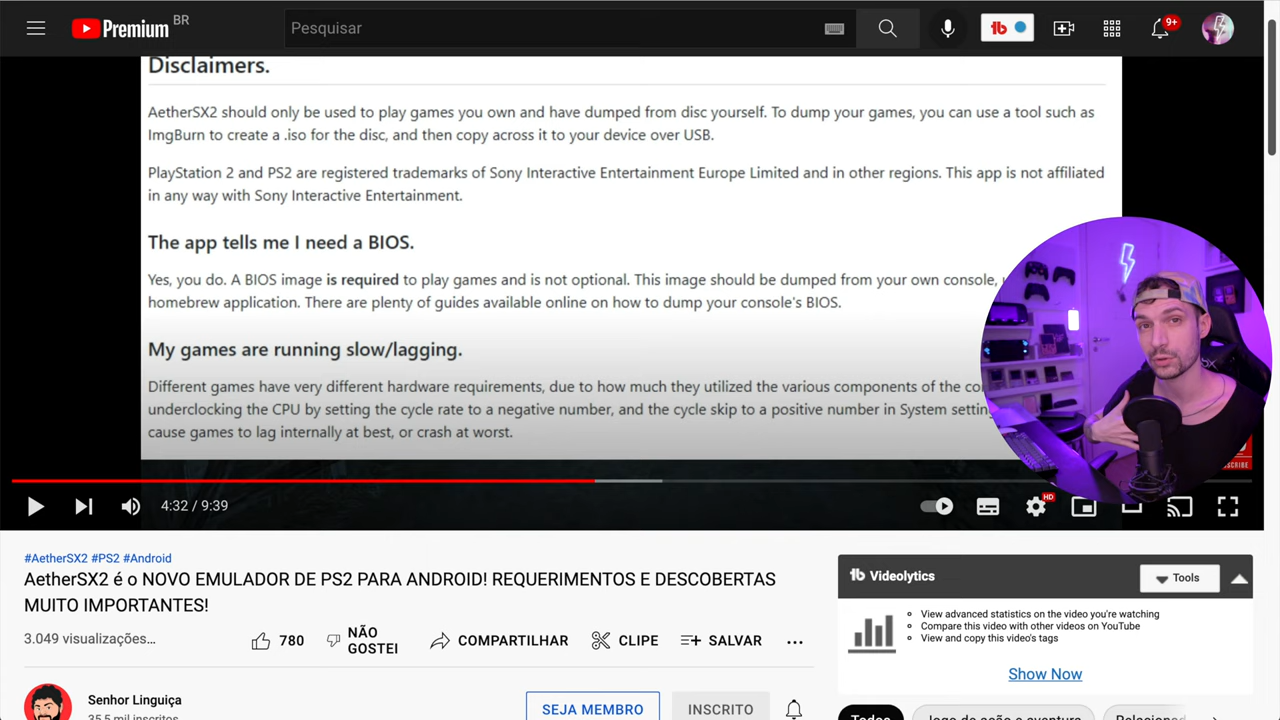 Premium BR
Pesquisar
9+
Disclaimers.
AetherSX2 should only be used to play games you own and have dumped from disc yourself. To dump your games, you can use a tool such as
ImgBurn to create a .iso for the disc, and then copy across it to your device over USB.
PlayStation 2 and PS2 are registered trademarks of Sony Interactive Entertainment Europe Limited and in other regions. This app is not affiliated
in any way with Sony Interactive Entertainment.
The app tells me I need a BIOS.
Yes, you do. A BIOS image is required to play games and is not optional. This image should be dumped from your own console,
homebrew application. There are plenty of guides available online on how to dump your console's BIOS.
My games are running slow/lagging.
Different games have very different hardware requirements, due to how much they utilized the various components of the
underclocking the CPU by setting the cycle rate to a negative number, and the cycle skip to a positive number in System
cause games to lag internally at best, or crash at worst.
4:32 / 9:39
HD
#AetherSX2 #PS2 #Android
AetherSX2 é o NOVO EMULADOR DE PS2 PARA ANDROID! REQUERIMENTOS E DESCOBERTAS
MUITO IMPORTANTES!
3.049 visualizações...
780
NÃO
GOSTEI
COMPARTILHAR
CLIPE
SALVAR
Senhor Linguiça
35,5 mil inscritos
SEJA MEMBRO
INSCRITO
tb Videolytics
Tools
View advanced statistics on the video you're watching
Compare this video with other videos on YouTube
View and copy this video's tags
Show Now
Todos
Jogo de ação e aventura